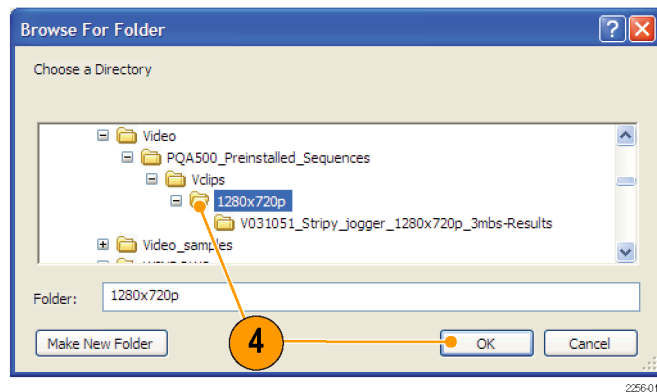 Browse For Folder
Choose a Directory
Video
PQA500_Preinstalled_Sequences
Vclips
1280x720p
V031051_Stripy_jogger_1280x720p_3mbs-Results
Video_samples
Folder: 1280x720p
Make New Folder 4 OK Cancel
2256-01